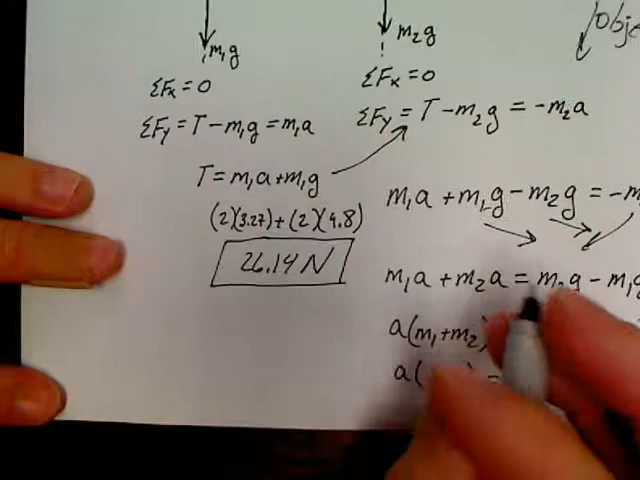 m₁g
m₂g
ΣFx = 0
ΣFy = T - m₁g = m₁a
T = m₁a + m₁g
(2)(3.27) + (2)(9.8)
26.14 N
ΣFx = 0
ΣFy = T - m₂g = -m₂a
m₁a + m₁g - m₂g = -m
m₁a + m₂a = m₂g - m₁g
a(m₁+m₂)
a(